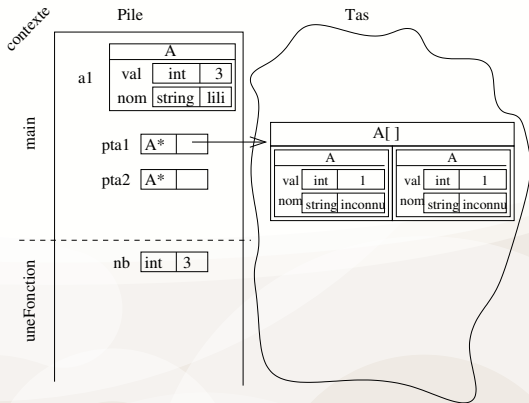 contexte
Pile
Tas
main
A
a1
val int 3
nom string lili
pta1 A*
pta2 A*
A[ ]
A A
val int 1 val int 1
nom string inconnu nom string inconnu
uneFonction
nb int 3